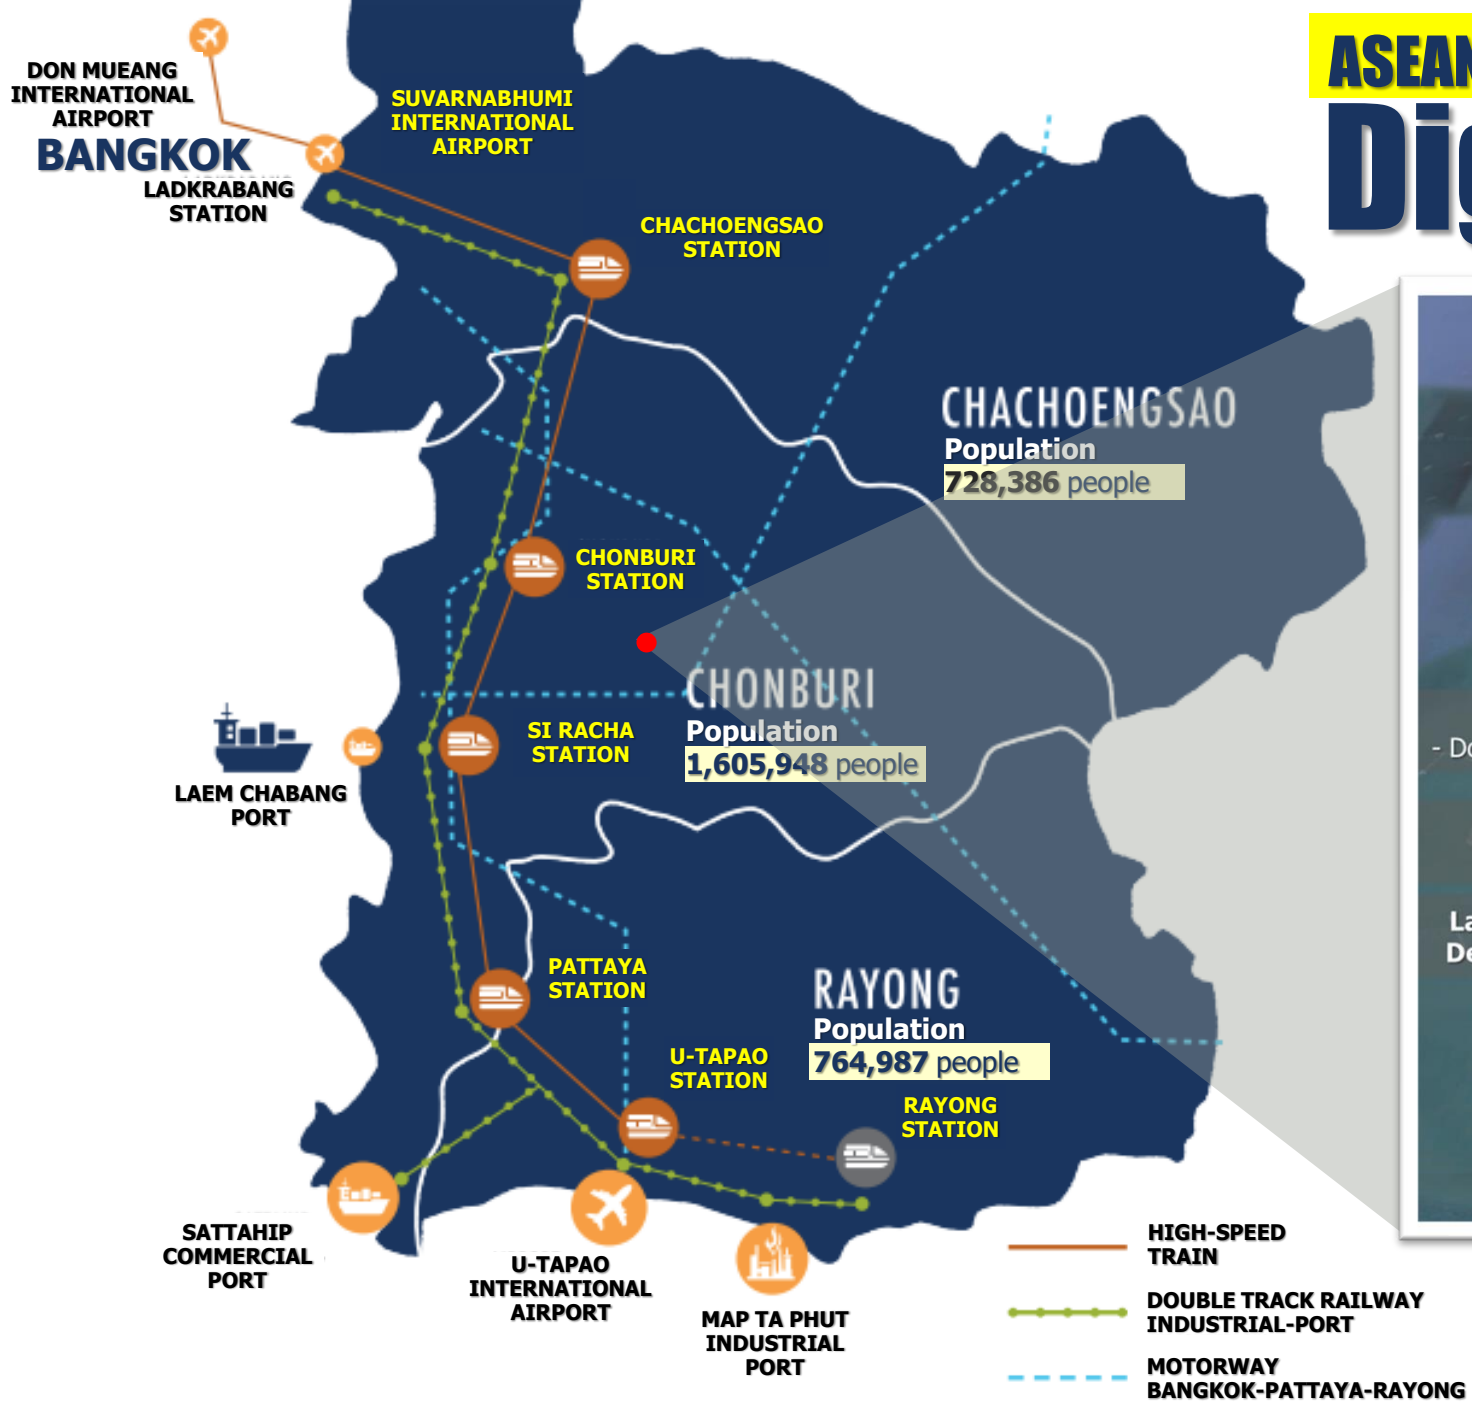 ASEAN
Dig
DON MUEANG
INTERNATIONAL
AIRPORT
BANGKOK
SUVARNABHUMI
INTERNATIONAL
AIRPORT
LADKRABANG
STATION
CHACHOENGSAO
STATION
CHACHOENGSAO
Population
728,386 people
CHONBURI
STATION
CHONBURI
Population
1,605,948 people
SI RACHA
STATION
LAEM CHABANG
PORT
PATTAYA
STATION
RAYONG
Population
764,987 people
U-TAPAO
STATION
RAYONG
STATION
SATTAHIP
COMMERCIAL
PORT
U-TAPAO
INTERNATIONAL
AIRPORT
MAP TA PHUT
INDUSTRIAL
PORT
HIGH-SPEED
TRAIN
DOUBLE TRACK RAILWAY
INDUSTRIAL-PORT
MOTORWAY
BANGKOK-PATTAYA-RAYONG